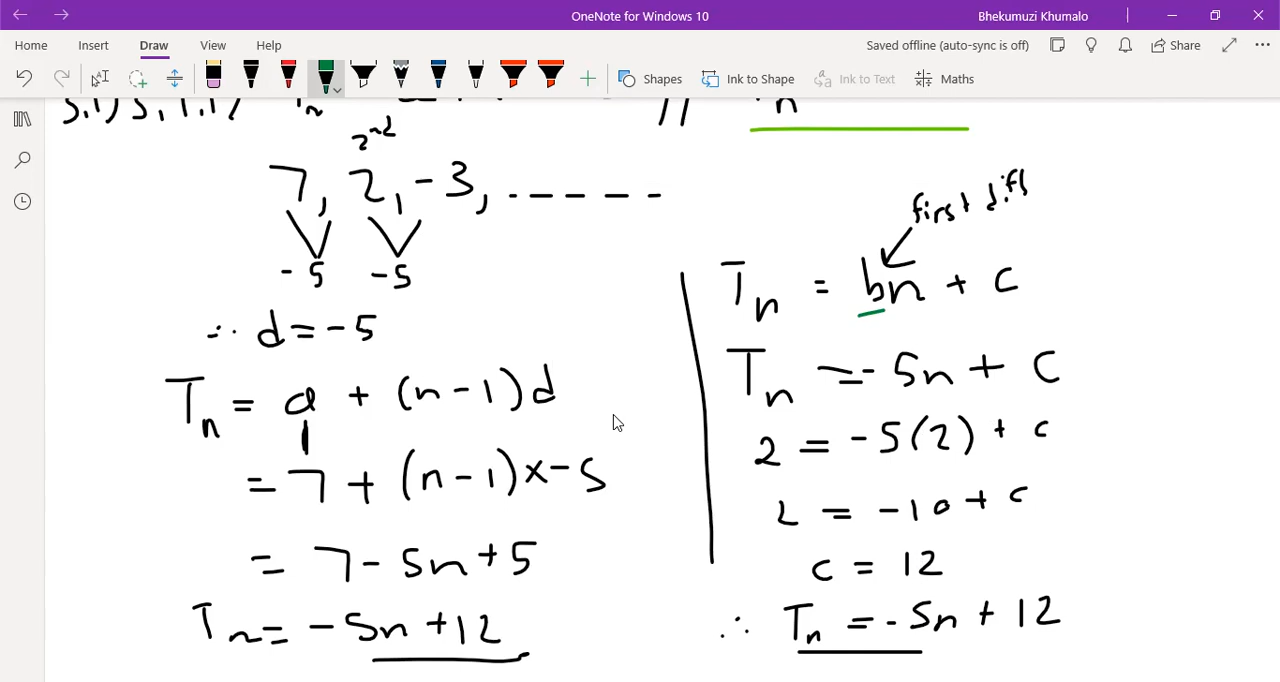 OneNote for Windows 10
Bhekumuzi Khumalo
Home Insert Draw View Help
Saved offline (auto-sync is off)
Share
Shapes
Ink to Shape
Ink to Text
Maths
2nd
7, 2, -3, -----
-5 -5
∴ d = -5
Tn = a + (n-1)d
= 7 + (n-1)x-5
= 7 - 5n + 5
Tn = -5n + 12
first diff
Tn = bn + c
Tn = -5n + c
2 = -5(2) + c
2 = -10 + c
c = 12
∴ Tn = -5n + 12